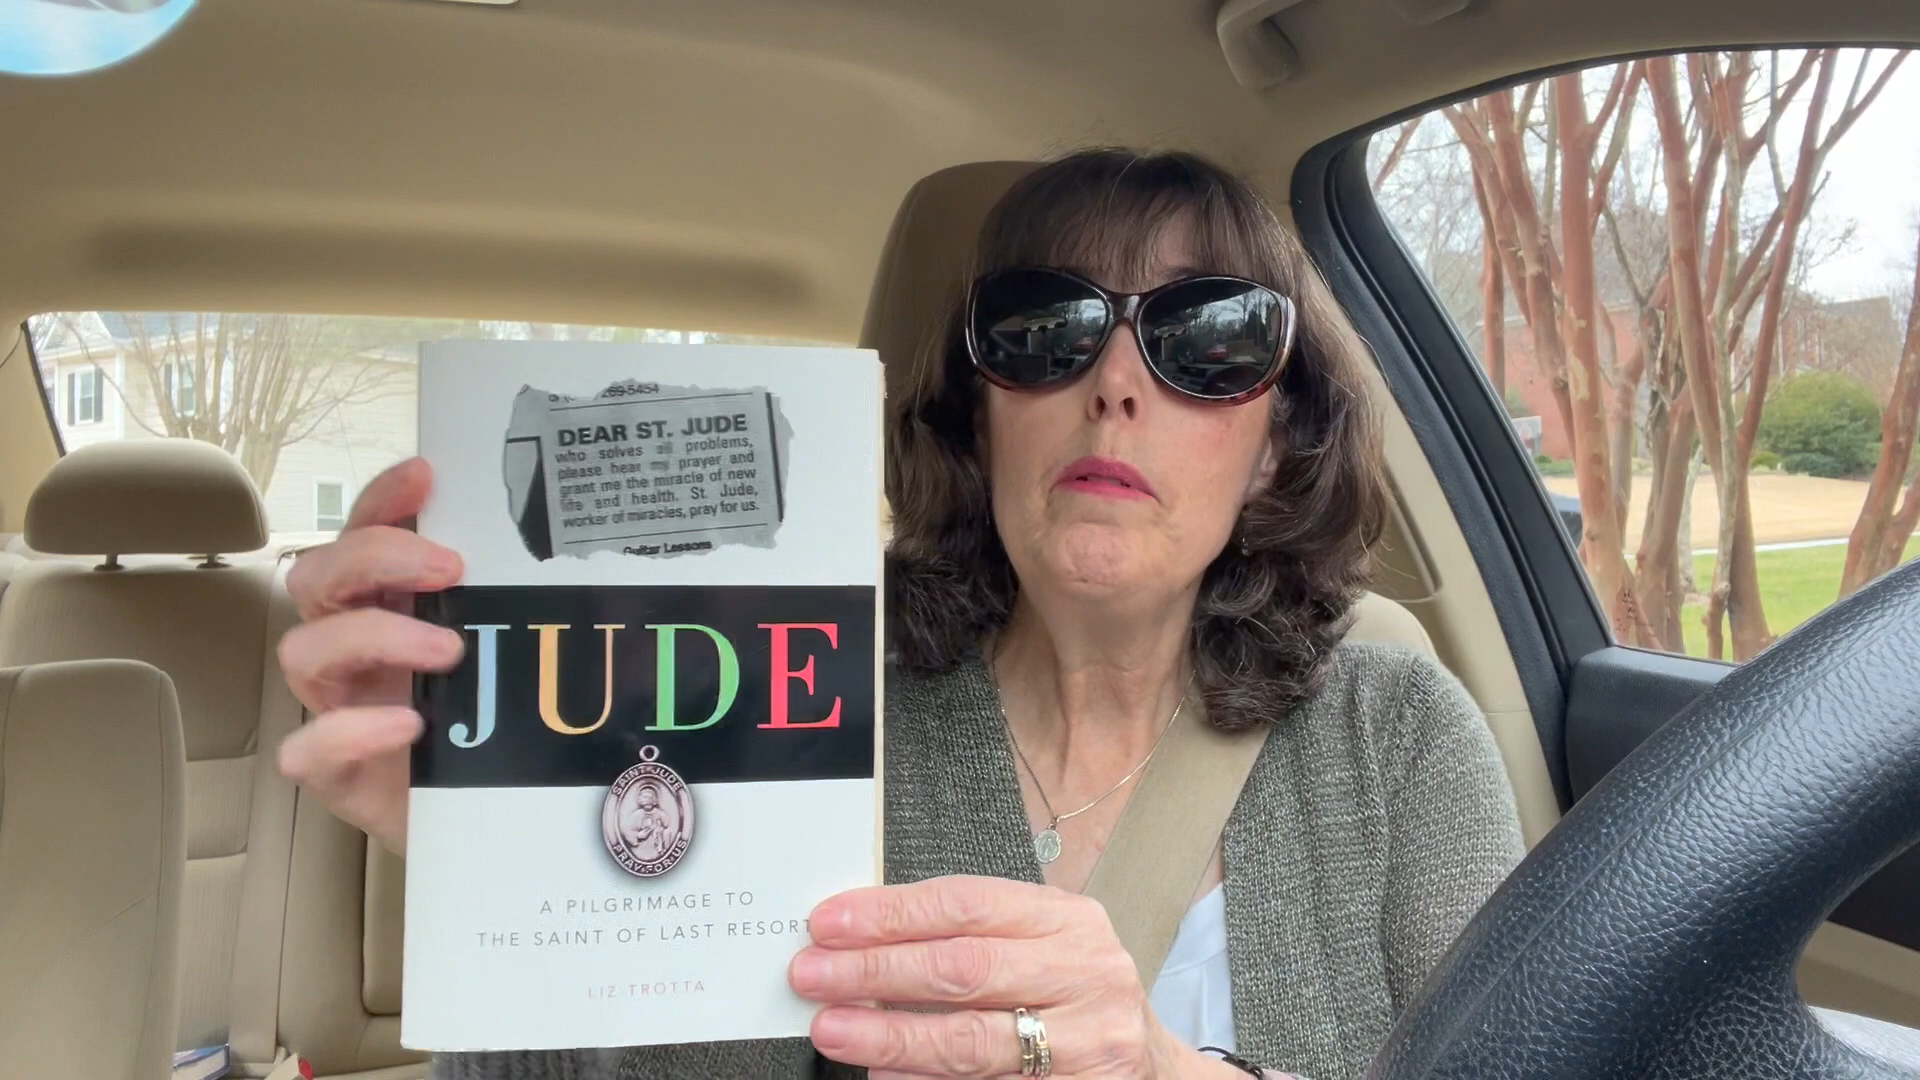 269-5454
DEAR ST. JUDE
who solves all problems,
please hear my prayer and
grant me the miracle of new
life and health. St. Jude,
worker of miracles, pray for us.
Guitar Lessons
JUDE
SAINT JUDE
PRAY FOR US
A PILGRIMAGE TO
THE SAINT OF LAST RESORT
LIZ TROTTA